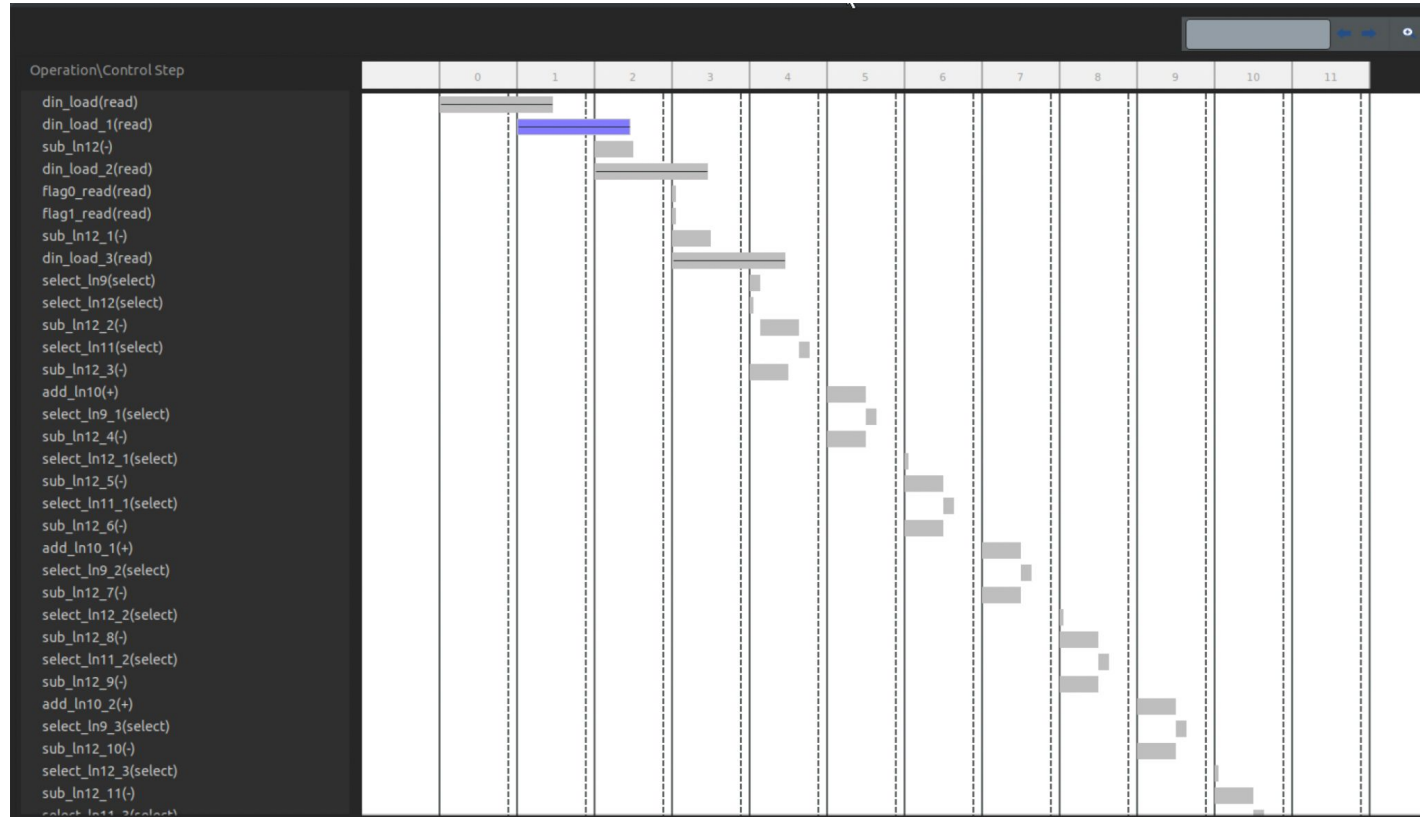 Operation\Control Step
0 1 2 3 4 5 6 7 8 9 10 11
din_load(read)
din_load_1(read)
sub_ln12(-)
din_load_2(read)
flag0_read(read)
flag1_read(read)
sub_ln12_1(-)
din_load_3(read)
select_ln9(select)
select_ln12(select)
sub_ln12_2(-)
select_ln11(select)
sub_ln12_3(-)
add_ln10(+)
select_ln9_1(select)
sub_ln12_4(-)
select_ln12_1(select)
sub_ln12_5(-)
select_ln11_1(select)
sub_ln12_6(-)
add_ln10_1(+)
select_ln9_2(select)
sub_ln12_7(-)
select_ln12_2(select)
sub_ln12_8(-)
select_ln11_2(select)
sub_ln12_9(-)
add_ln10_2(+)
select_ln9_3(select)
sub_ln12_10(-)
select_ln12_3(select)
sub_ln12_11(-)
select_ln11_3(select)